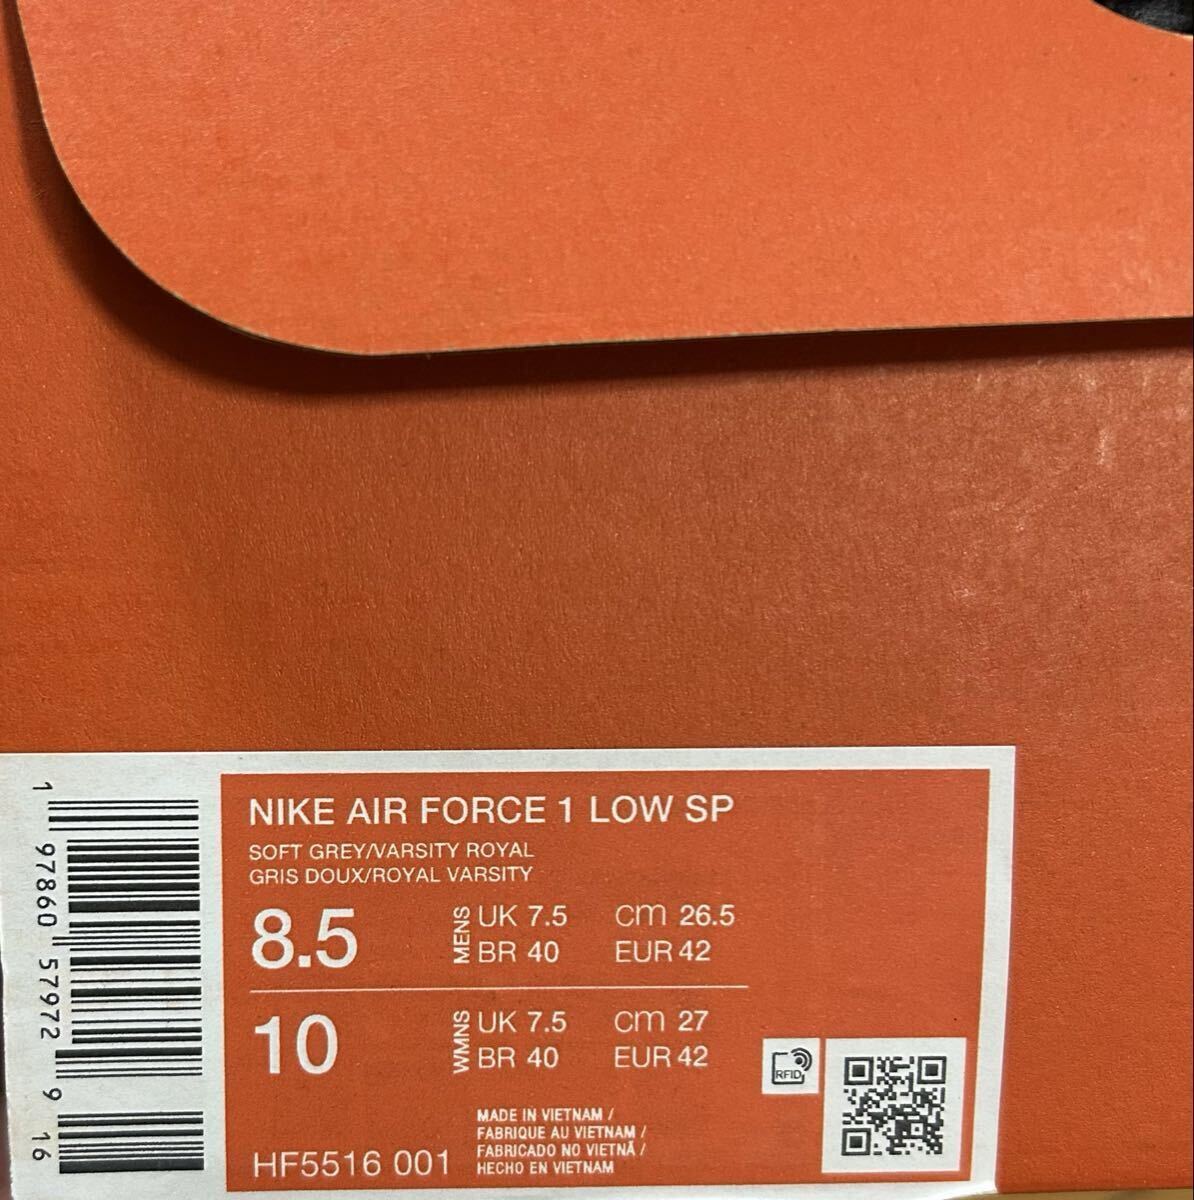 NIKE AIR FORCE 1 LOW SP
SOFT GREY/VARSITY ROYAL
GRIS DOUX/ROYAL VARSITY
8.5
MENS
UK 7.5 cm 26.5
BR 40 EUR 42
10
WMNS
UK 7.5 cm 27
BR 40 EUR 42
MADE IN VIETNAM /
FABRIQUE AU VIETNAM /
FABRICADO NO VIETNÃ /
HECHO EN VIETNAM
HF5516 001
RFID
1 97860 57972 9 16